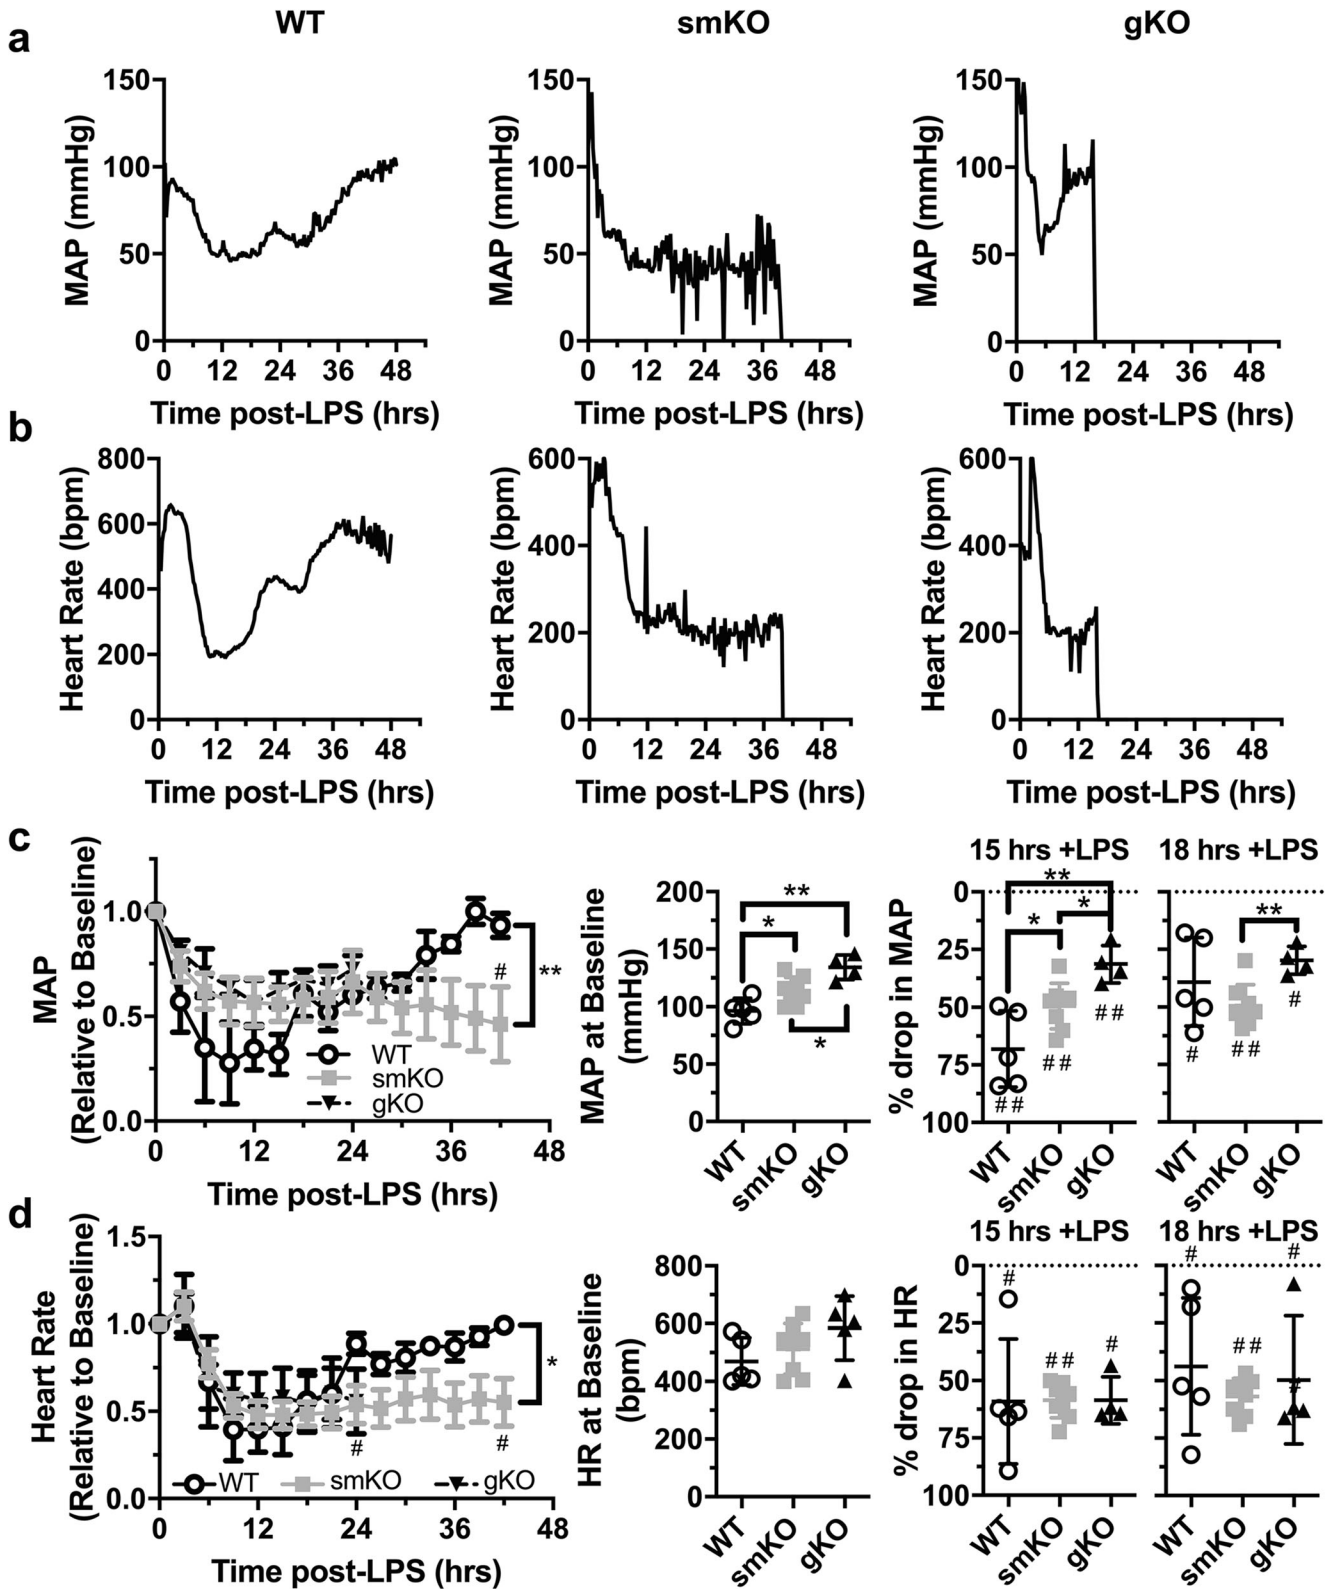 a
WT
smKO
gKO
MAP (mmHg)
150
100
50
0
0 12 24 36 48
Time post-LPS (hrs)
MAP (mmHg)
150
100
50
0
0 12 24 36 48
Time post-LPS (hrs)
MAP (mmHg)
150
100
50
0
0 12 24 36 48
Time post-LPS (hrs)
b
Heart Rate (bpm)
800
600
400
200
0
0 12 24 36 48
Time post-LPS (hrs)
Heart Rate (bpm)
600
400
200
0
0 12 24 36 48
Time post-LPS (hrs)
Heart Rate (bpm)
600
400
200
0
0 12 24 36 48
Time post-LPS (hrs)
c
MAP
(Relative to Baseline)
1.0
0.5
0.0
#
**
WT
smKO
gKO
0 12 24 36 48
Time post-LPS (hrs)
MAP at Baseline
(mmHg)
200
150
100
50
0
**
*
*
WT
smKO
gKO
% drop in MAP
15 hrs +LPS
0
25
50
75
100
**
*
*
##
##
##
WT
smKO
gKO
18 hrs +LPS
**
#
##
#
WT
smKO
gKO
d
Heart Rate
(Relative to Baseline)
1.5
1.0
0.5
0.0
*
#
#
WT
smKO
gKO
0 12 24 36 48
Time post-LPS (hrs)
HR at Baseline
(bpm)
800
600
400
200
0
WT
smKO
gKO
% drop in HR
15 hrs +LPS
0
25
50
75
100
#
##
#
WT
smKO
gKO
18 hrs +LPS
#
##
#
#
WT
smKO
gKO